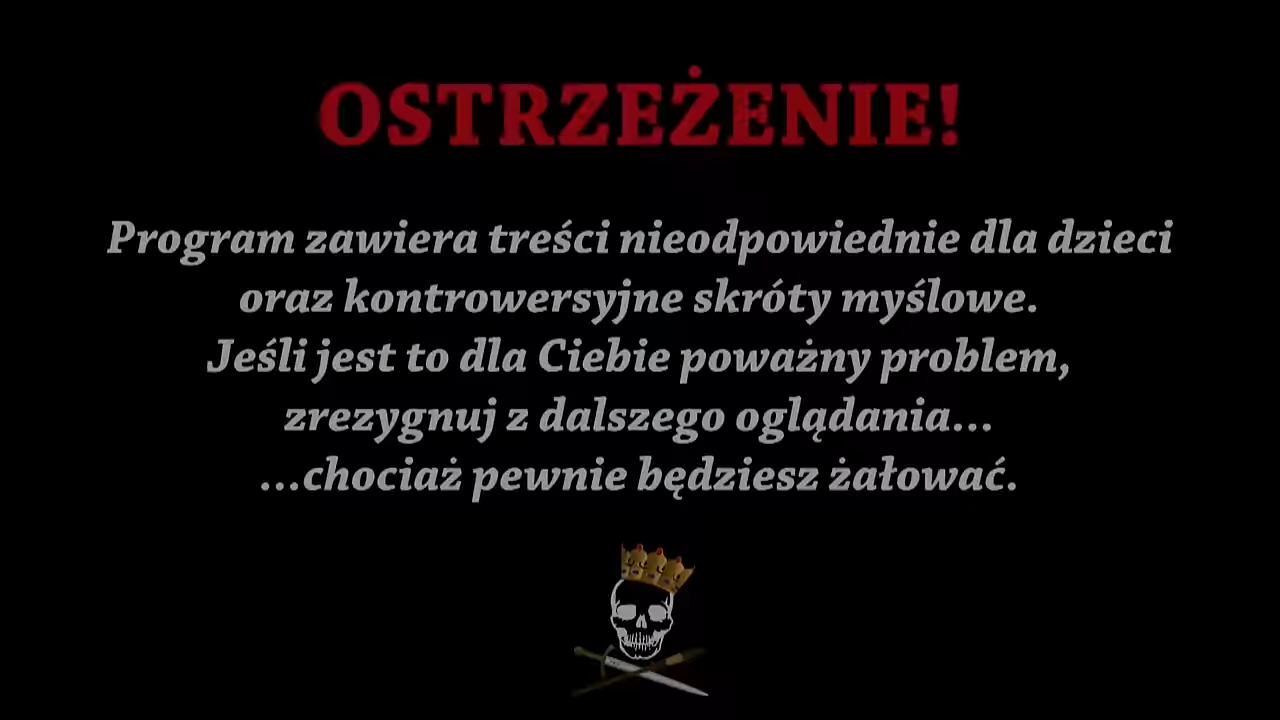 OSTRZEŻENIE!
Program zawiera treści nieodpowiednie dla dzieci
oraz kontrowersyjne skróty myślowe.
Jeśli jest to dla Ciebie poważny problem,
zrezygnuj z dalszego oglądania...
...chociaż pewnie będziesz żałować.